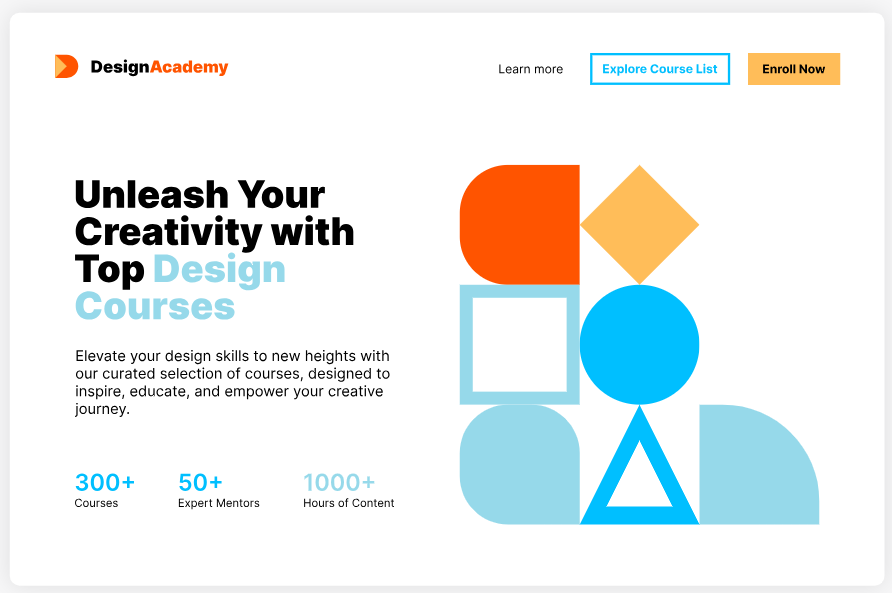 DesignAcademy
Learn more
Explore Course List
Enroll Now
Unleash Your
Creativity with
Top Design
Courses
Elevate your design skills to new heights with
our curated selection of courses, designed to
inspire, educate, and empower your creative
journey.
300+
Courses
50+
Expert Mentors
1000+
Hours of Content